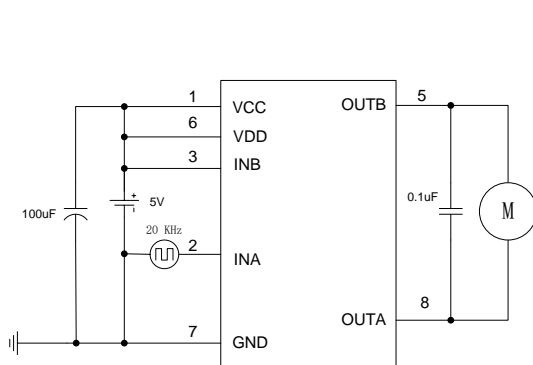 1
VCC
OUTB
5
6
VDD
3
INB
+
5V
100uF
0.1uF
M
20 KHz
2
INA
8
OUTA
7
GND